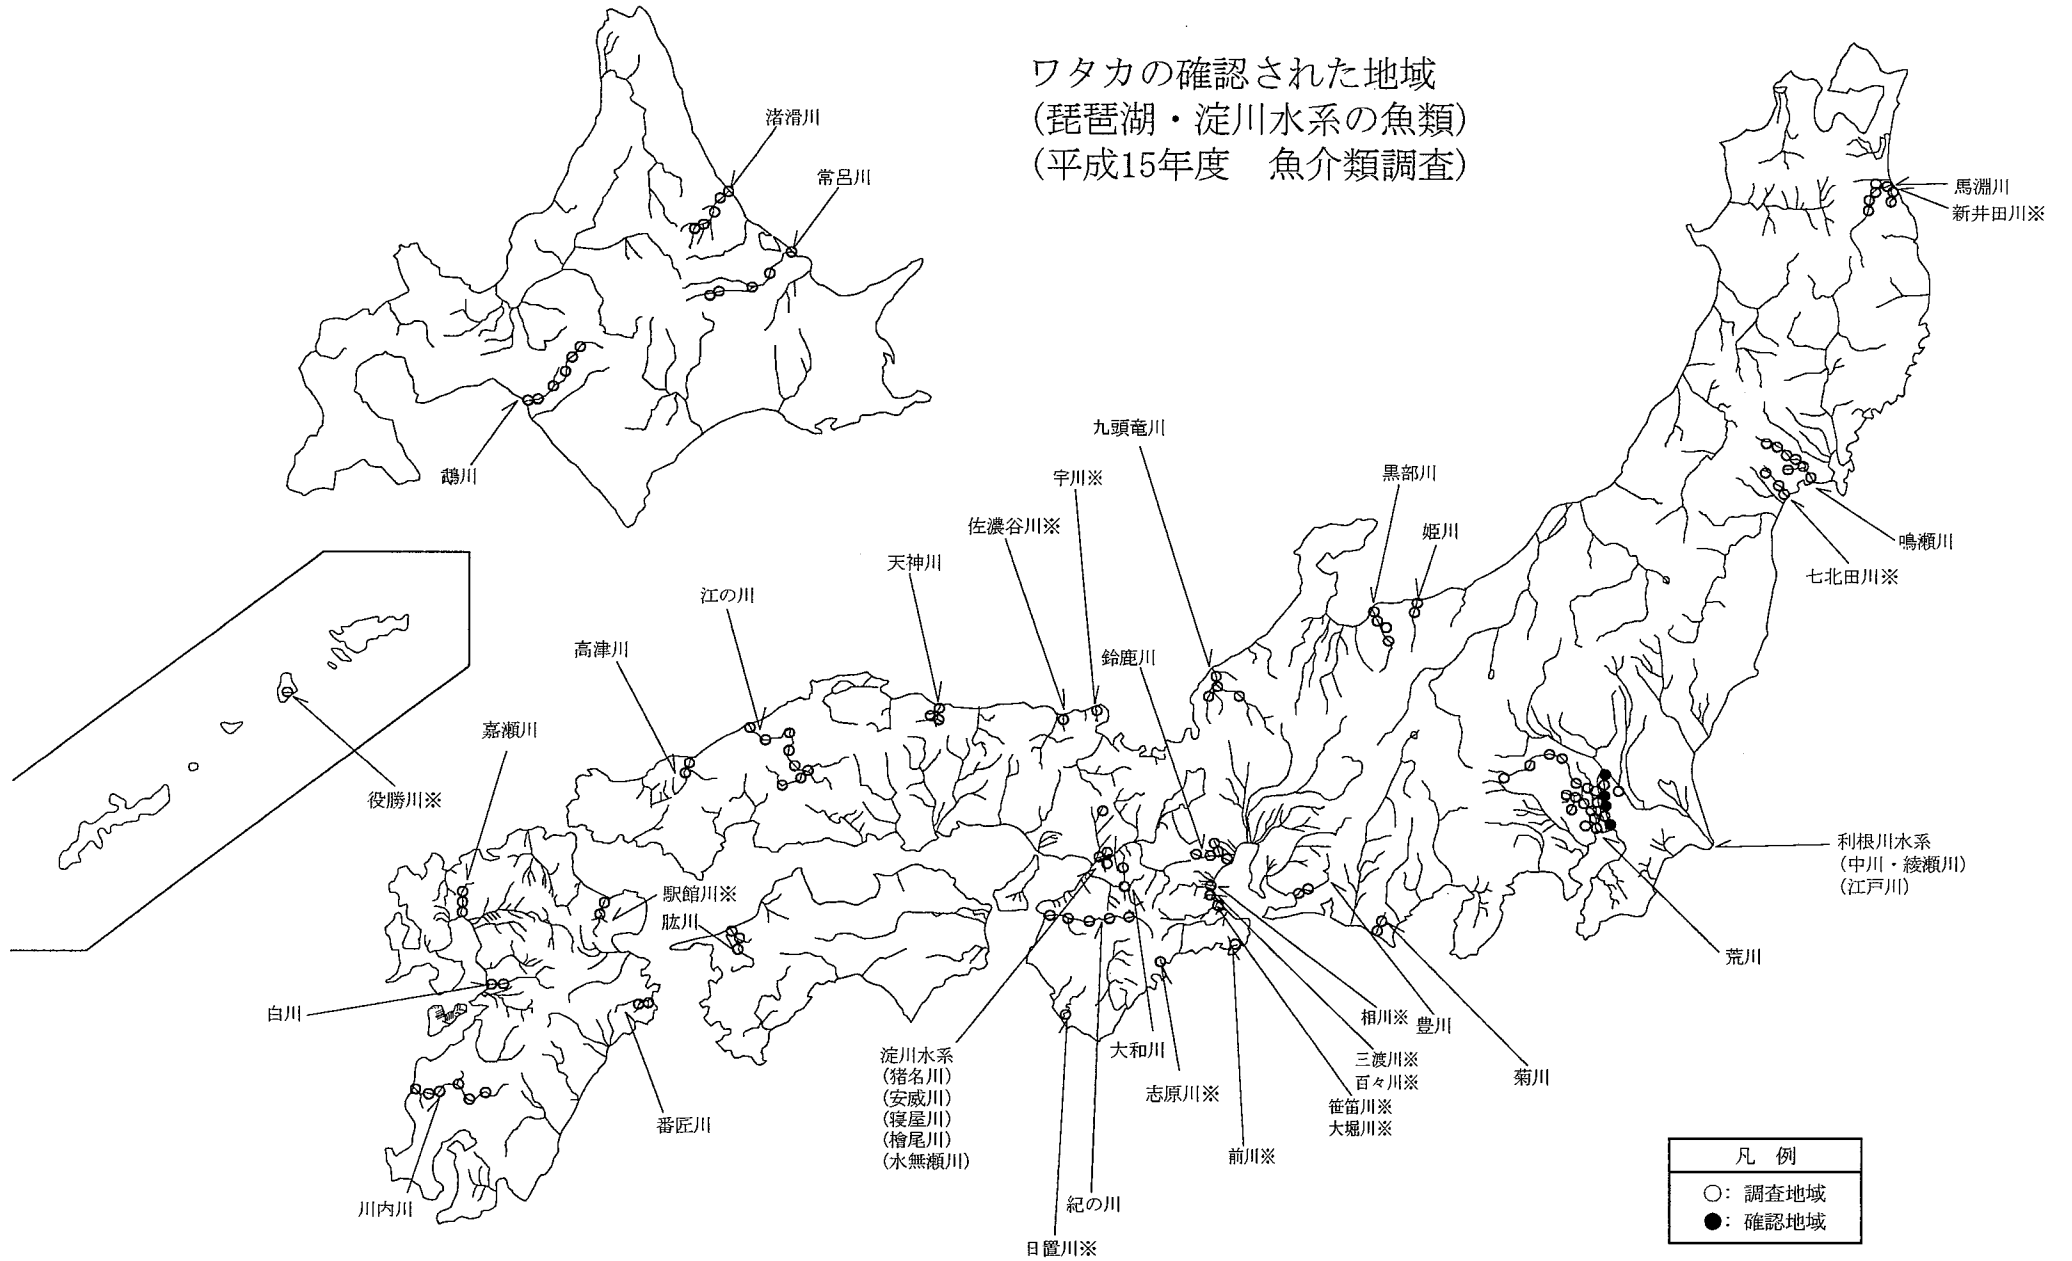 ワタカの確認された地域
(琵琶湖・淀川水系の魚類)
(平成15年度　魚介類調査)
渚滑川
常呂川
鵡川
馬淵川
新井田川※
鳴瀬川
七北田川※
九頭竜川
宇川※
黒部川
佐濃谷川※
姫川
天神川
江の川
高津川
鈴鹿川
嘉瀬川
役勝川※
利根川水系
(中川・綾瀬川)
(江戸川)
荒川
駅館川※
肱川
白川
相川※
豊川
淀川水系
(猪名川)
(安威川)
(寝屋川)
(檜尾川)
(水無瀬川)
大和川
三渡川※
百々川※
菊川
志原川※
笹笛川※
大堀川※
番匠川
前川※
川内川
紀の川
日置川※
凡　例
○:　調査地域
●:　確認地域